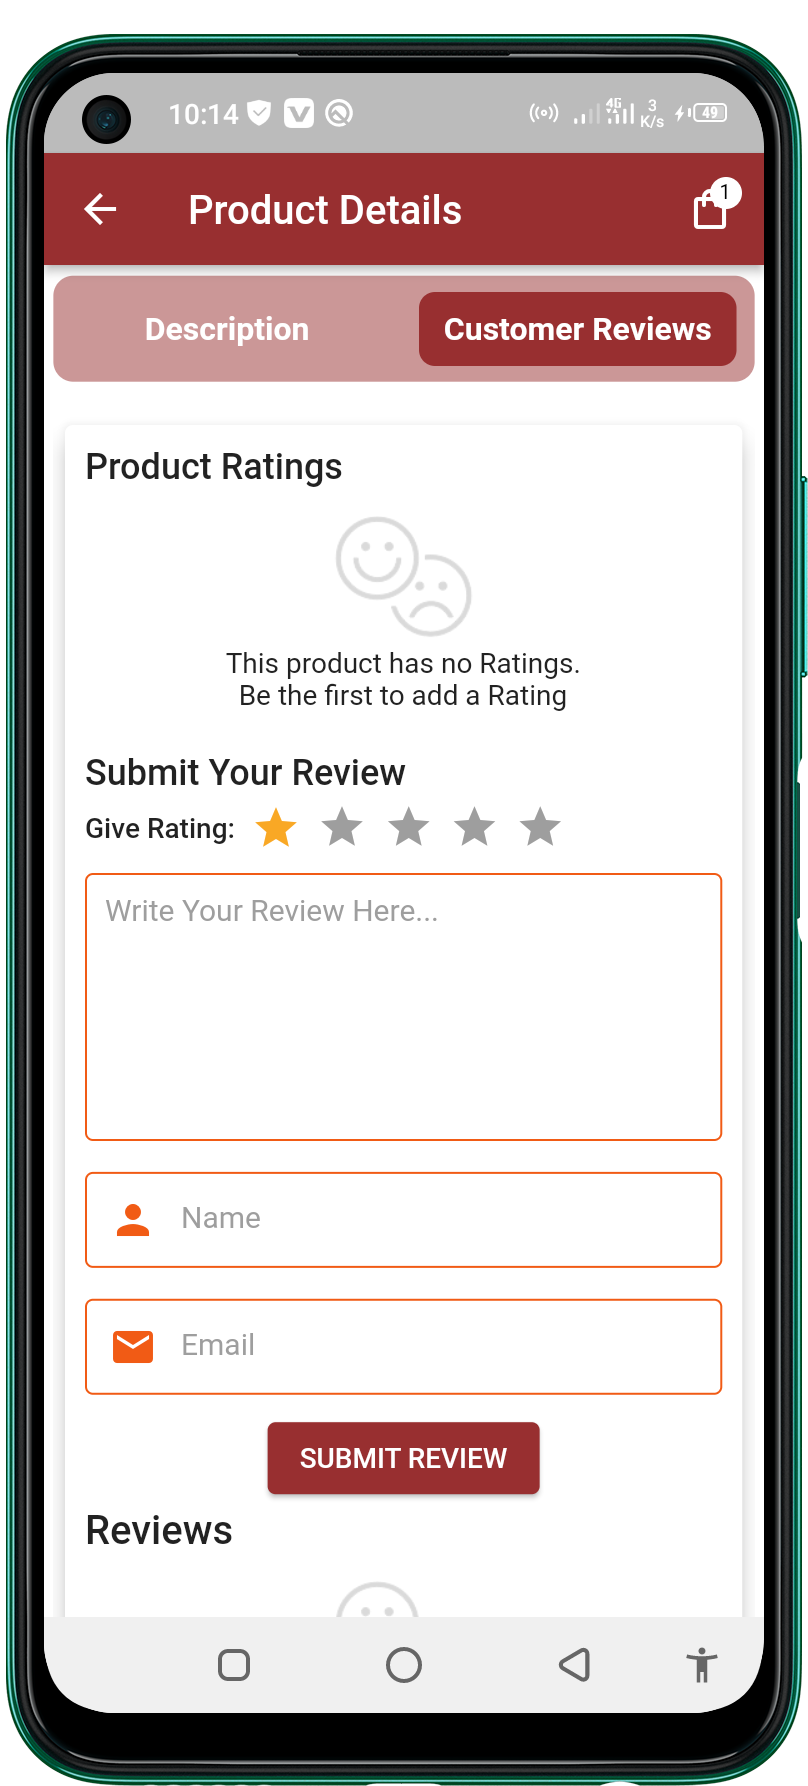 10:14
4G
3
K/s
49
Product Details
1
Description
Customer Reviews
Product Ratings
This product has no Ratings.
Be the first to add a Rating
Submit Your Review
Give Rating:
Write Your Review Here...
Name
Email
SUBMIT REVIEW
Reviews